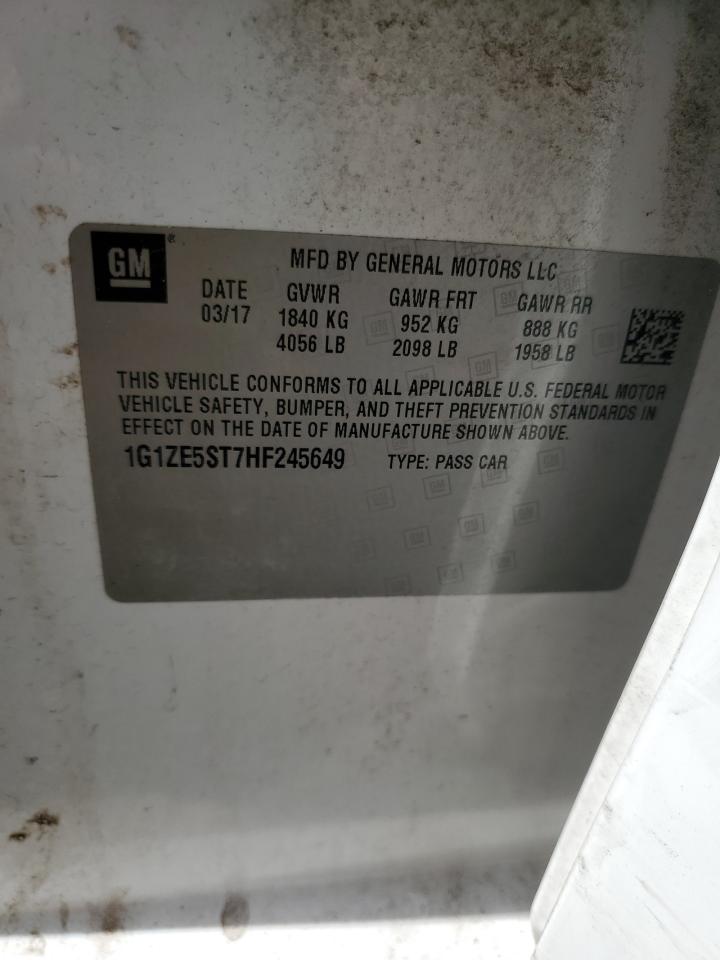 GM®
MFD BY GENERAL MOTORS LLC
DATE GVWR GAWR FRT GAWR RR
03/17 1840 KG 952 KG 888 KG
4056 LB 2098 LB 1958 LB
THIS VEHICLE CONFORMS TO ALL APPLICABLE U.S. FEDERAL MOTOR
VEHICLE SAFETY, BUMPER, AND THEFT PREVENTION STANDARDS IN
EFFECT ON THE DATE OF MANUFACTURE SHOWN ABOVE.
1G1ZE5ST7HF245649 TYPE: PASS CAR